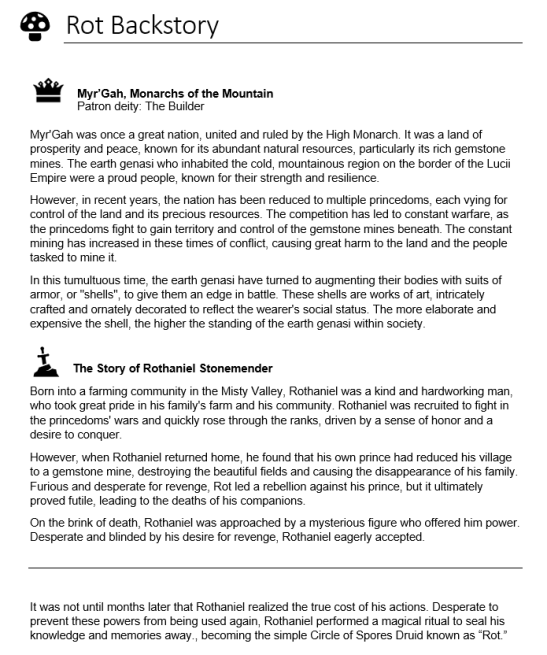 Rot Backstory
Myr'Gah, Monarchs of the Mountain
Patron deity: The Builder
Myr'Gah was once a great nation, united and ruled by the High Monarch. It was a land of
prosperity and peace, known for its abundant natural resources, particularly its rich gemstone
mines. The earth genasi who inhabited the cold, mountainous region on the border of the Lucii
Empire were a proud people, known for their strength and resilience.
However, in recent years, the nation has been reduced to multiple princedoms, each vying for
control of the land and its precious resources. The competition has led to constant warfare, as
the princedoms fight to gain territory and control of the gemstone mines beneath. The constant
mining has increased in these times of conflict, causing great harm to the land and the people
tasked to mine it.
In this tumultuous time, the earth genasi have turned to augmenting their bodies with suits of
armor, or "shells", to give them an edge in battle. These shells are works of art, intricately
crafted and ornately decorated to reflect the wearer's social status. The more elaborate and
expensive the shell, the higher the standing of the earth genasi within society.
The Story of Rothaniel Stonemender
Born into a farming community in the Misty Valley, Rothaniel was a kind and hardworking man,
who took great pride in his family's farm and his community. Rothaniel was recruited to fight in
the princedoms' wars and quickly rose through the ranks, driven by a sense of honor and a
desire to conquer.
However, when Rothaniel returned home, he found that his own prince had reduced his village
to a gemstone mine, destroying the beautiful fields and causing the disappearance of his family.
Furious and desperate for revenge, Rot led a rebellion against his prince, but it ultimately
proved futile, leading to the deaths of his companions.
On the brink of death, Rothaniel was approached by a mysterious figure who offered him power.
Desperate and blinded by his desire for revenge, Rothaniel eagerly accepted.
It was not until months later that Rothaniel realized the true cost of his actions. Desperate to
prevent these powers from being used again, Rothaniel performed a magical ritual to seal his
knowledge and memories away., becoming the simple Circle of Spores Druid known as “Rot.”